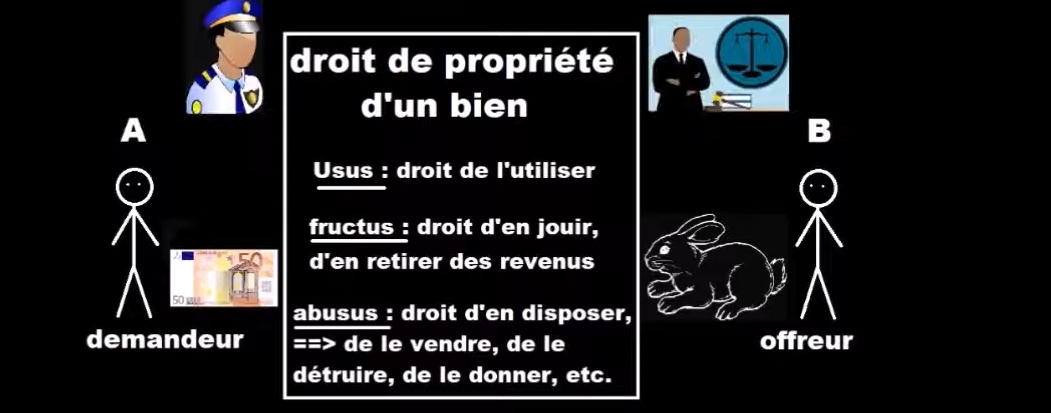 droit de propriété
d'un bien
A
B
Usus : droit de l'utiliser
fructus : droit d'en jouir,
d'en retirer des revenus
50
50
abusus : droit d'en disposer,
==> de le vendre, de le
détruire, de le donner, etc.
demandeur
offreur